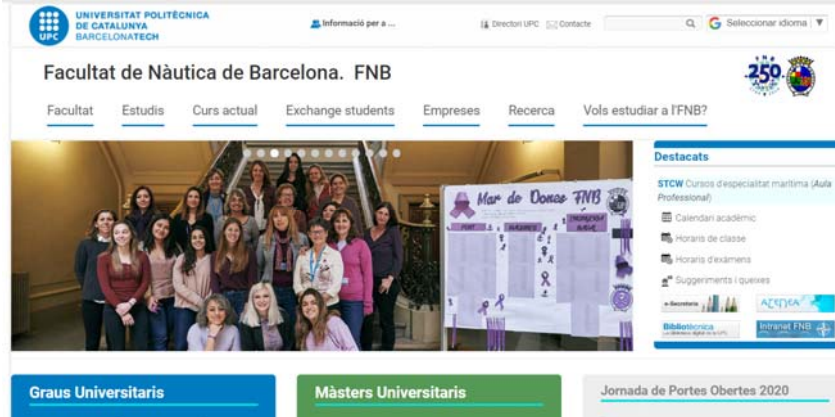 UNIVERSITAT POLITÈCNICA
DE CATALUNYA
BARCELONATECH
UPC
Informació per a ...
Directori UPC
Contacte
Seleccionar idioma
Facultat de Nàutica de Barcelona. FNB
250
Facultat
Estudis
Curs actual
Exchange students
Empreses
Recerca
Vols estudiar a l'FNB?
Mar de Dones FNB
PONT
MÀQUINES
Destacats
STCW Cursos d'especialitat marítima (Aula
Professional)
Calendari acadèmic
Horaris de classe
Horaris d'exàmens
Suggeriments i queixes
e-Secretaria
ATENEA
Bibliotècnica
Intranet FNB
Graus Universitaris
Màsters Universitaris
Jornada de Portes Obertes 2020